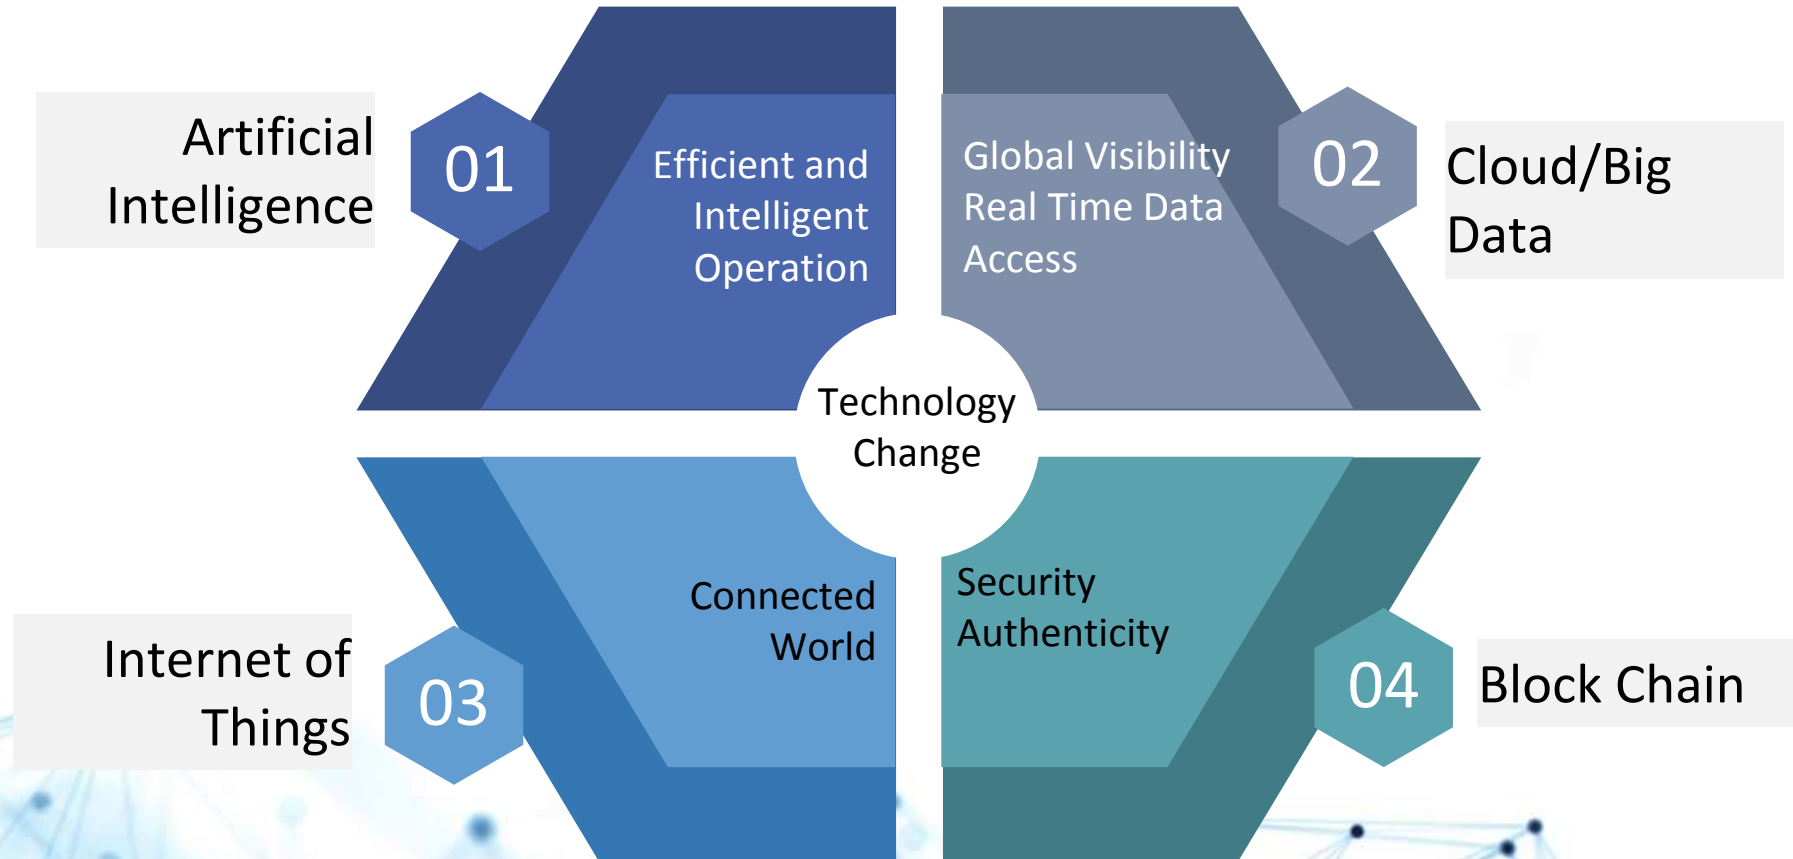 Artificial
Intelligence
01
Efficient and
Intelligent
Operation
Global Visibility
Real Time Data
Access
02
Cloud/Big
Data
Technology
Change
Internet of
Things
03
Connected
World
Security
Authenticity
04
Block Chain